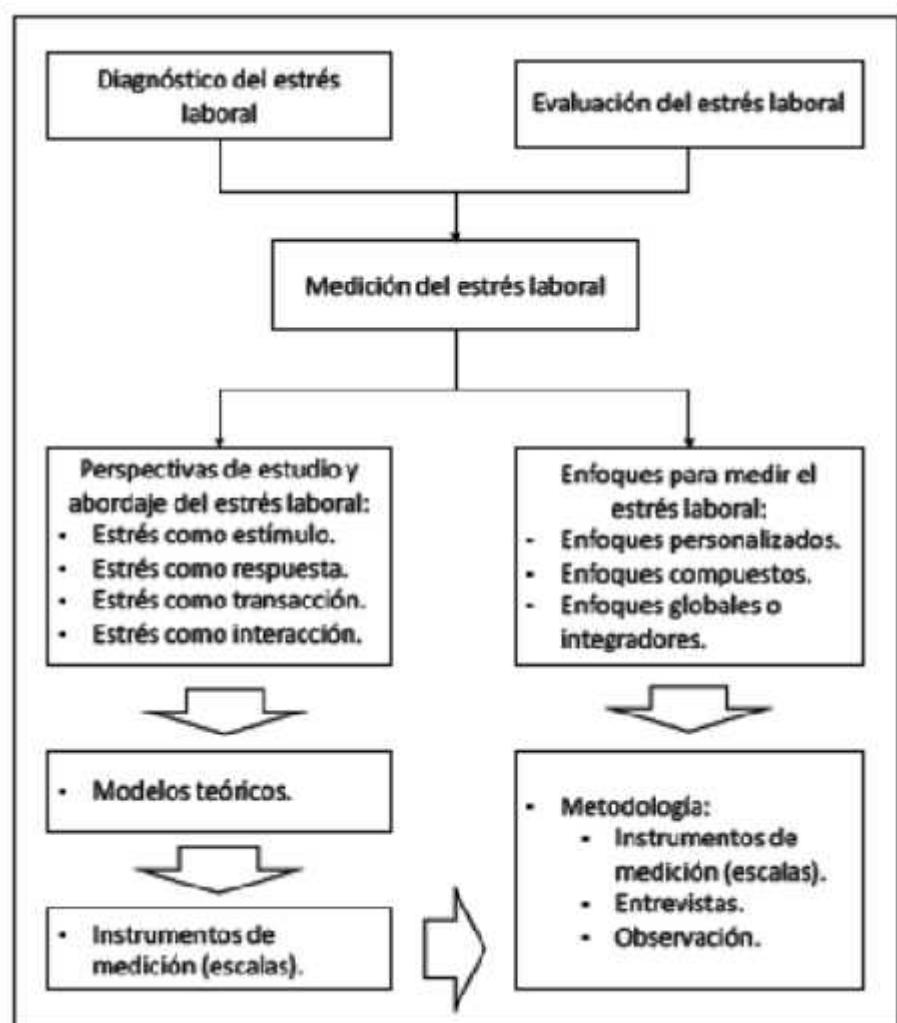 Diagnóstico del estrés
laboral
Evaluación del estrés laboral
Medición del estrés laboral
Perspectivas de estudio y
abordaje del estrés laboral:
• Estrés como estímulo.
• Estrés como respuesta.
• Estrés como transacción.
• Estrés como interacción.
Enfoques para medir el
estrés laboral:
- Enfoques personalizados.
- Enfoques compuestos.
- Enfoques globales o
integradores.
• Modelos teóricos.
• Instrumentos de
medición (escalas).
• Metodología:
• Instrumentos de
medición (escalas).
• Entrevistas.
• Observación.